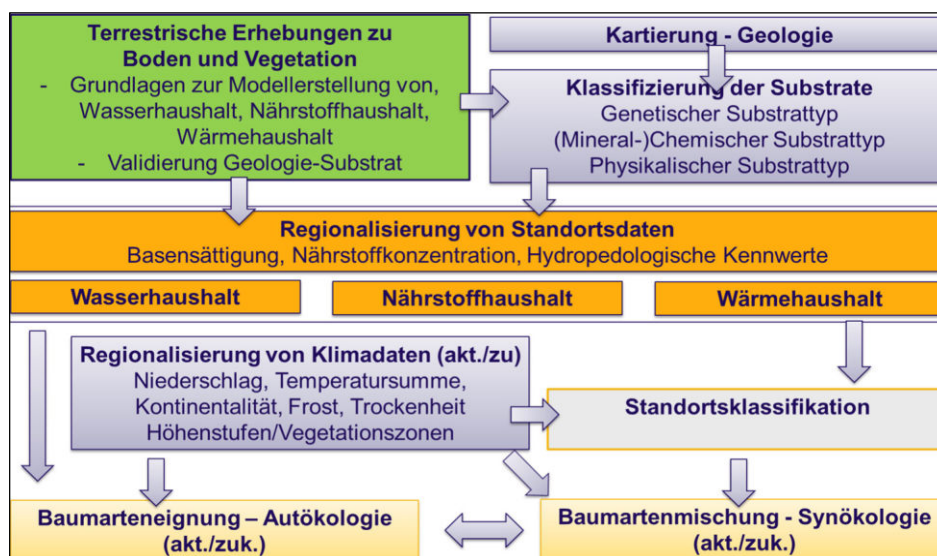 Terrestrische Erhebungen zu
Boden und Vegetation
- Grundlagen zur Modellerstellung von,
Wasserhaushalt, Nährstoffhaushalt,
Wärmehaushalt
- Validierung Geologie-Substrat
Kartierung - Geologie
Klassifizierung der Substrate
Genetischer Substrattyp
(Mineral-)Chemischer Substrattyp
Physikalischer Substrattyp
Regionalisierung von Standortsdaten
Basensättigung, Nährstoffkonzentration, Hydropedologische Kennwerte
Wasserhaushalt
Nährstoffhaushalt
Wärmehaushalt
Regionalisierung von Klimadaten (akt./zu)
Niederschlag, Temperatursumme,
Kontinentalität, Frost, Trockenheit
Höhenstufen/Vegetationszonen
Standortsklassifikation
Baumarteneignung – Autökologie
(akt./zuk.)
Baumartenmischung - Synökologie
(akt./zuk.)